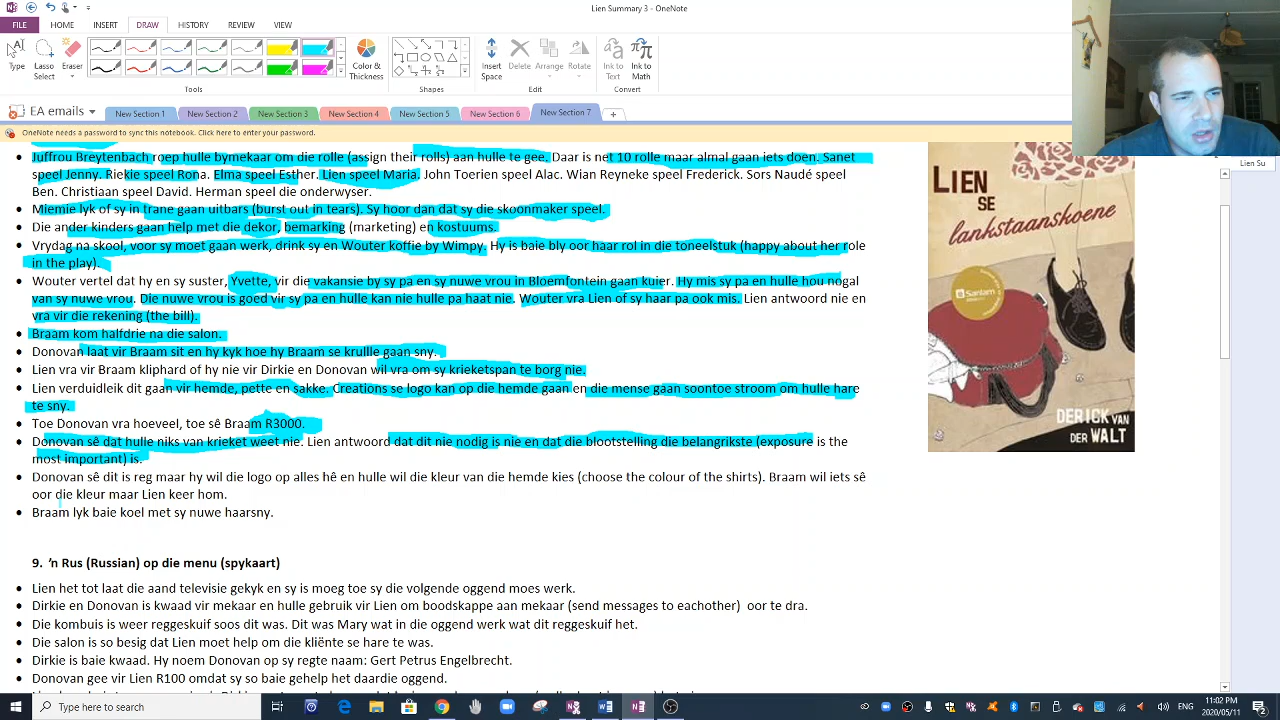 Lien Summary 3 - OneNote
FILE HOME INSERT DRAW HISTORY REVIEW VIEW
Type Lasso Select Eraser Color & Thickness Insert Space Delete Arrange Rotate Ink to Text Ink to Math
Tools Shapes Edit Convert
EA emails New Section 1 New Section 2 New Section 3 New Section 4 New Section 5 New Section 6 New Section 7
OneNote needs a password to sync this notebook. Click here to enter your password.
Lien Su
• Juffrou Breytenbach roep hulle bymekaar om die rolle (assign their rolls) aan hulle te gee. Daar is net 10 rolle maar almal gaan iets doen. Sanet
speel Jenny. Riekie speel Rona. Elma speel Esther. Lien speel Maria. John Toerien speel Alac. Wian Reyneke speel Frederick. Sors Naudé speel
Ben. Christiaan speel David. Herman speel die onderwyser.
• Miemie lyk of sy in trane gaan uitbars (burst out in tears). Sy hoor dan dat sy die skoonmaker speel.
• Die ander kinders gaan help met die dekor, bemarking (marketing) en kostuums.
• Vrydag na skool, voor sy moet gaan werk, drink sy en Wouter koffie by Wimpy. Hy is baie bly oor haar rol in die toneelstuk (happy about her role
in the play).
• Wouter vertel dat hy en sy suster, Yvette, vir die vakansie by sy pa en sy nuwe vrou in Bloemfontein gaan kuier. Hy mis sy pa en hulle hou nogal
van sy nuwe vrou. Die nuwe vrou is goed vir sy pa en hulle kan nie hulle pa haat nie. Wouter vra Lien of sy haar pa ook mis. Lien antwoord nie en
vra vir die rekening (the bill).
• Braam kom halfdrie na die salon.
• Donovan laat vir Braam sit en hy kyk hoe hy Braam se krullle gaan sny.
• Lien vra vir Braam kliphard of hy nie vir Dirkie en Donovan wil vra om sy krieketspan te borg nie.
• Lien verduidleik dit gaan vir hemde, pette en sakke. Creations se logo kan op die hemde gaan en die mense gaan soontoe stroom om hulle hare
te sny.
• Toe Donovan vra hoeveel, toe sê Braam R3000.
• Donovan sê dat hulle niks van krieket weet nie. Lien antwoord dat dit nie nodig is nie en dat die blootstelling die belangrikste (exposure is the
most important) is.
• Donovan sê dit is reg maar hy wil die logo op alles hê en hulle wil die kleur van die hemde kies (choose the colour of the shirts). Braam wil iets sê
oor die kleur maar Lien keer hom.
• Braam lyk baie koel met sy nuwe haarsny.
9. ’n Rus (Russian) op die menu (spykaart)
• Lien het tot laat die aand televisie gekyk en sy is moeg toe sy die volgende oggend moes werk.
• Dirkie en Donovan is kwaad vir mekaar en hulle gebruik vir Lien om boodskappe aan mekaar (send messages to eachother) oor te dra.
• Die kombuis is weer reggeskuif soos dit was. Dit was Mary wat in die oggend werk wat dit reggeskuif het.
• Die salon is so besig dat Lien moet help om die kliënte se hare te was.
• Dirkie is baie kwaad. Hy noem Donovan op sy regte naam: Gert Petrus Engelbrecht.
• Donovan gee vir Lien R100 omdat sy so baie gehelp het daardie oggend.
LIEN
SE
lankstaanskoene
Santam
DERICK VAN
DER WALT
Type here to search
ENG
11:02 PM
2020/05/11